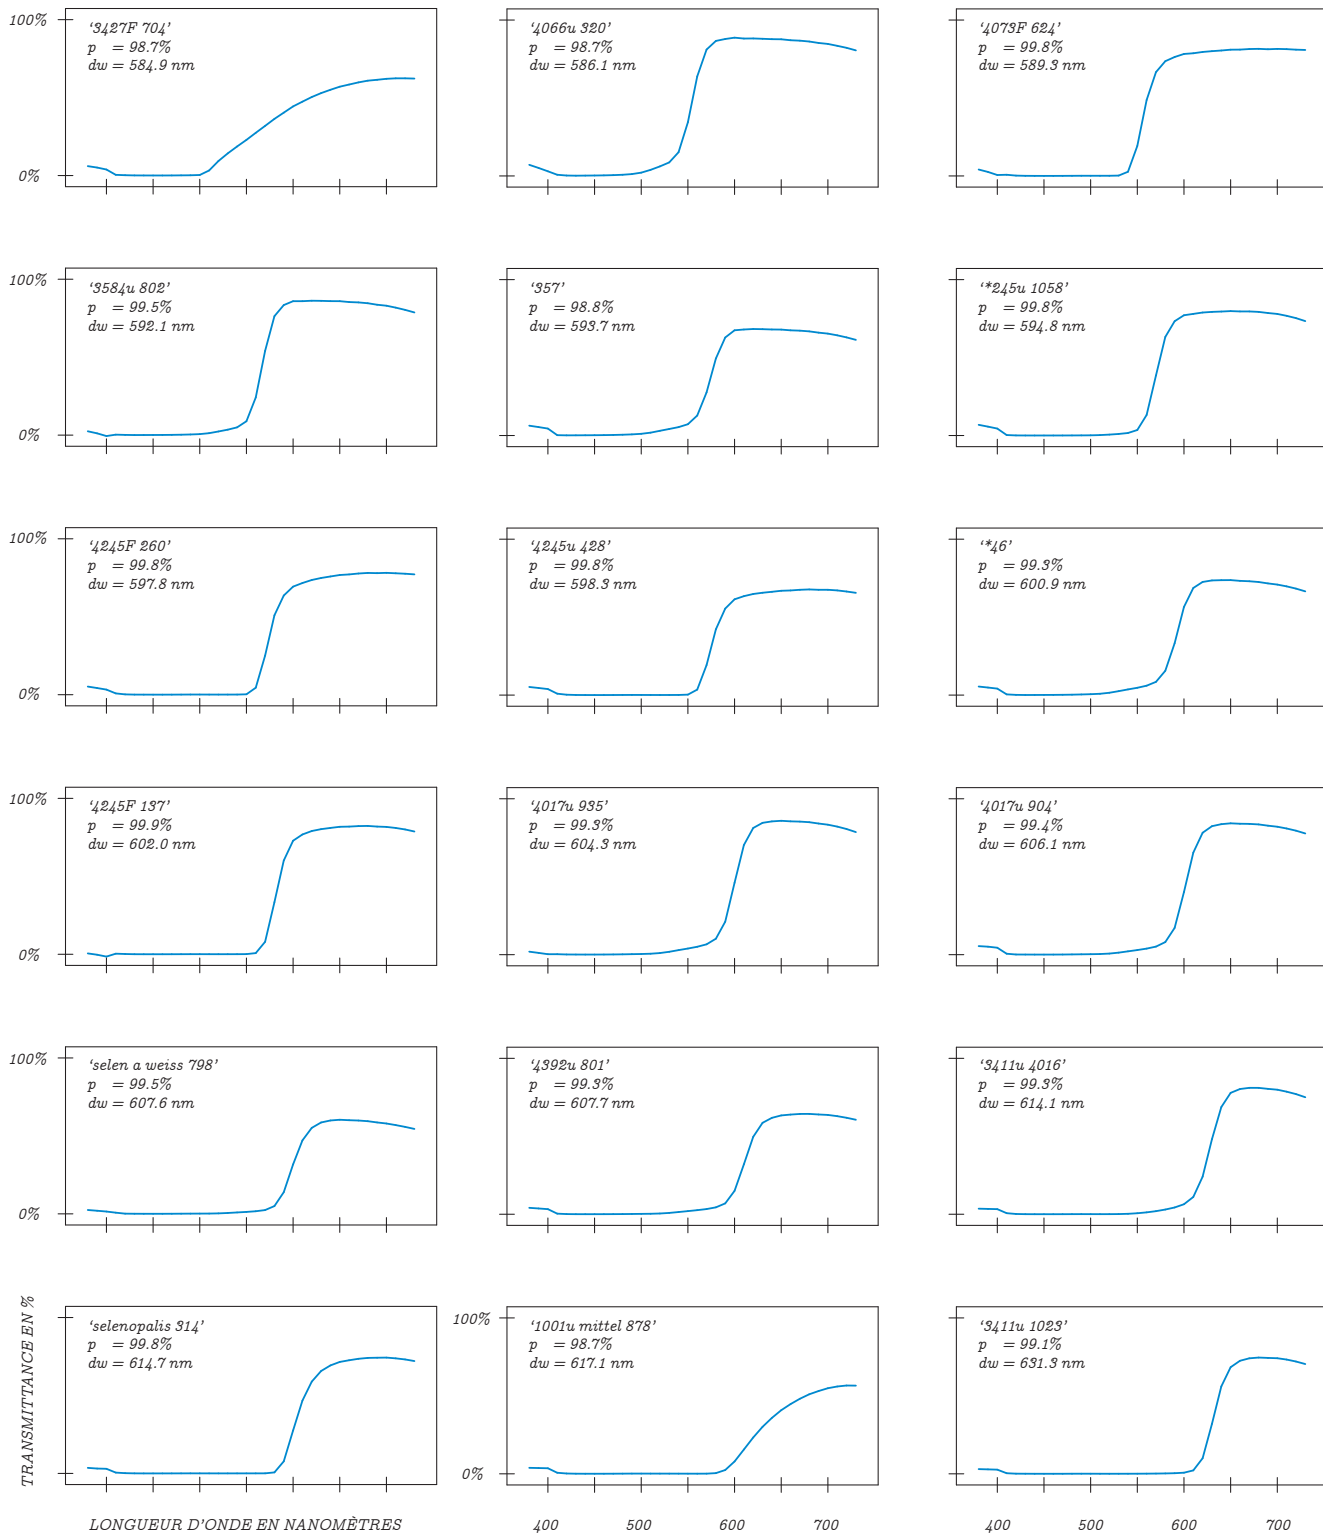 100%
0%
‘3427F 704’
p = 98.7%
dw = 584.9 nm
‘4066u 320’
p = 98.7%
dw = 586.1 nm
‘4073F 624’
p = 99.8%
dw = 589.3 nm
100%
0%
‘3584u 802’
p = 99.5%
dw = 592.1 nm
‘357’
p = 98.8%
dw = 593.7 nm
‘*245u 1058’
p = 99.8%
dw = 594.8 nm
100%
0%
‘4245F 260’
p = 99.8%
dw = 597.8 nm
‘4245u 428’
p = 99.8%
dw = 598.3 nm
‘*46’
p = 99.3%
dw = 600.9 nm
100%
0%
‘4245F 137’
p = 99.9%
dw = 602.0 nm
‘4017u 935’
p = 99.3%
dw = 604.3 nm
‘4017u 904’
p = 99.4%
dw = 606.1 nm
100%
0%
‘selen a weiss 798’
p = 99.5%
dw = 607.6 nm
‘4392u 801’
p = 99.3%
dw = 607.7 nm
‘3411u 4016’
p = 99.3%
dw = 614.1 nm
TRANSMITTANCE EN %
‘selenopalis 314’
p = 99.8%
dw = 614.7 nm
100%
0%
‘1001u mittel 878’
p = 98.7%
dw = 617.1 nm
‘3411u 1023’
p = 99.1%
dw = 631.3 nm
LONGUEUR D’ONDE EN NANOMÈTRES
400 500 600 700
400 500 600 700